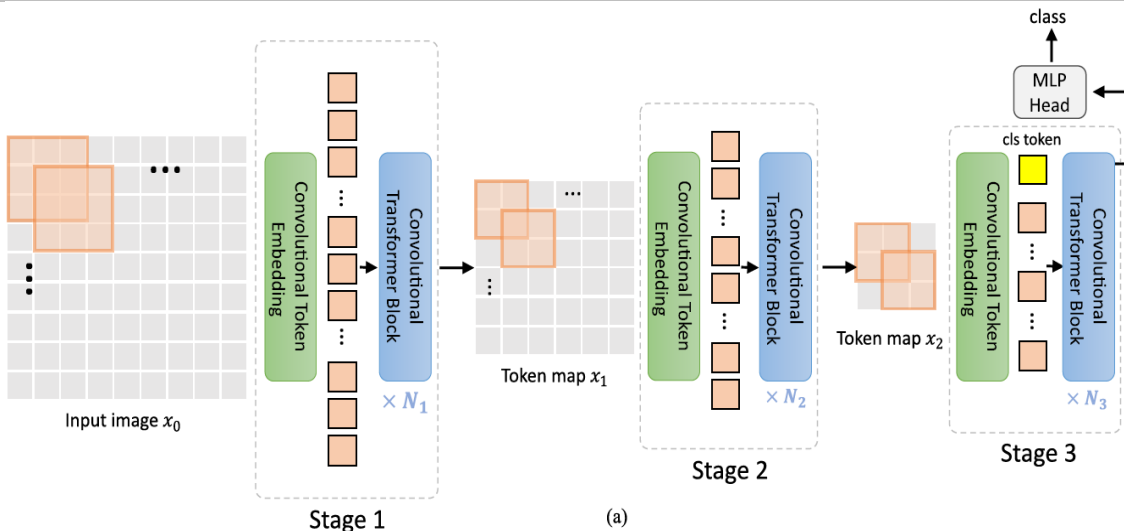 class
MLP
Head
cls token
Convolutional Token
Embedding
Convolutional
Transformer Block
× N₁
Convolutional Token
Embedding
Convolutional
Transformer Block
× N₂
Convolutional Token
Embedding
Convolutional
Transformer Block
× N₃
Input image x₀
Token map x₁
Token map x₂
Stage 1
Stage 2
Stage 3
(a)